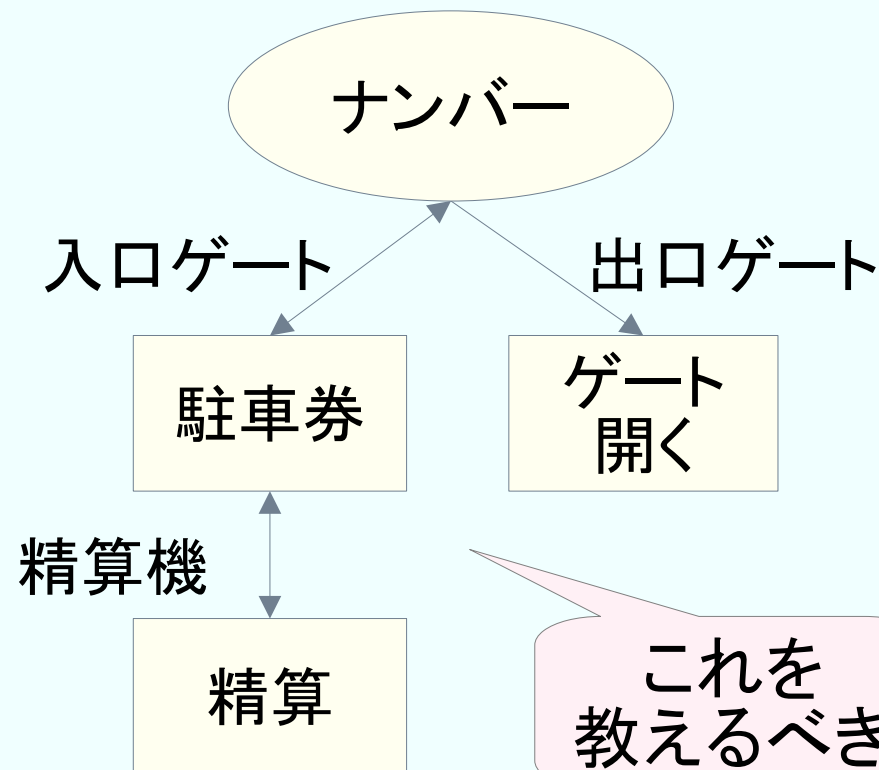 ナンバー
入口ゲート
出口ゲート
駐車券
ゲート
開く
精算機
精算
これを
教えるべき